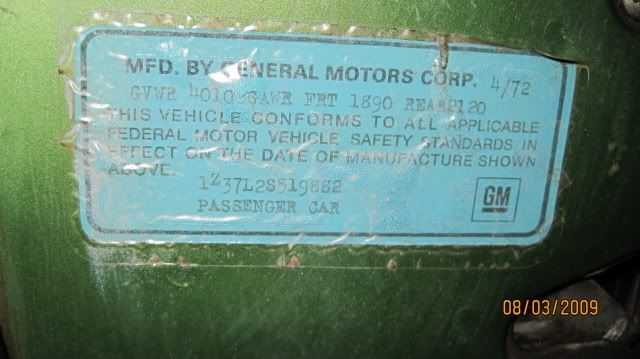 MFD. BY GENERAL MOTORS CORP. 4/72
GVWR 4010 GAWR FRT 1890 REAR2120
THIS VEHICLE CONFORMS TO ALL APPLICABLE
FEDERAL MOTOR VEHICLE SAFETY STANDARDS IN
EFFECT ON THE DATE OF MANUFACTURE SHOWN
ABOVE.
1Z37L2S519882
PASSENGER CAR
GM
08/03/2009